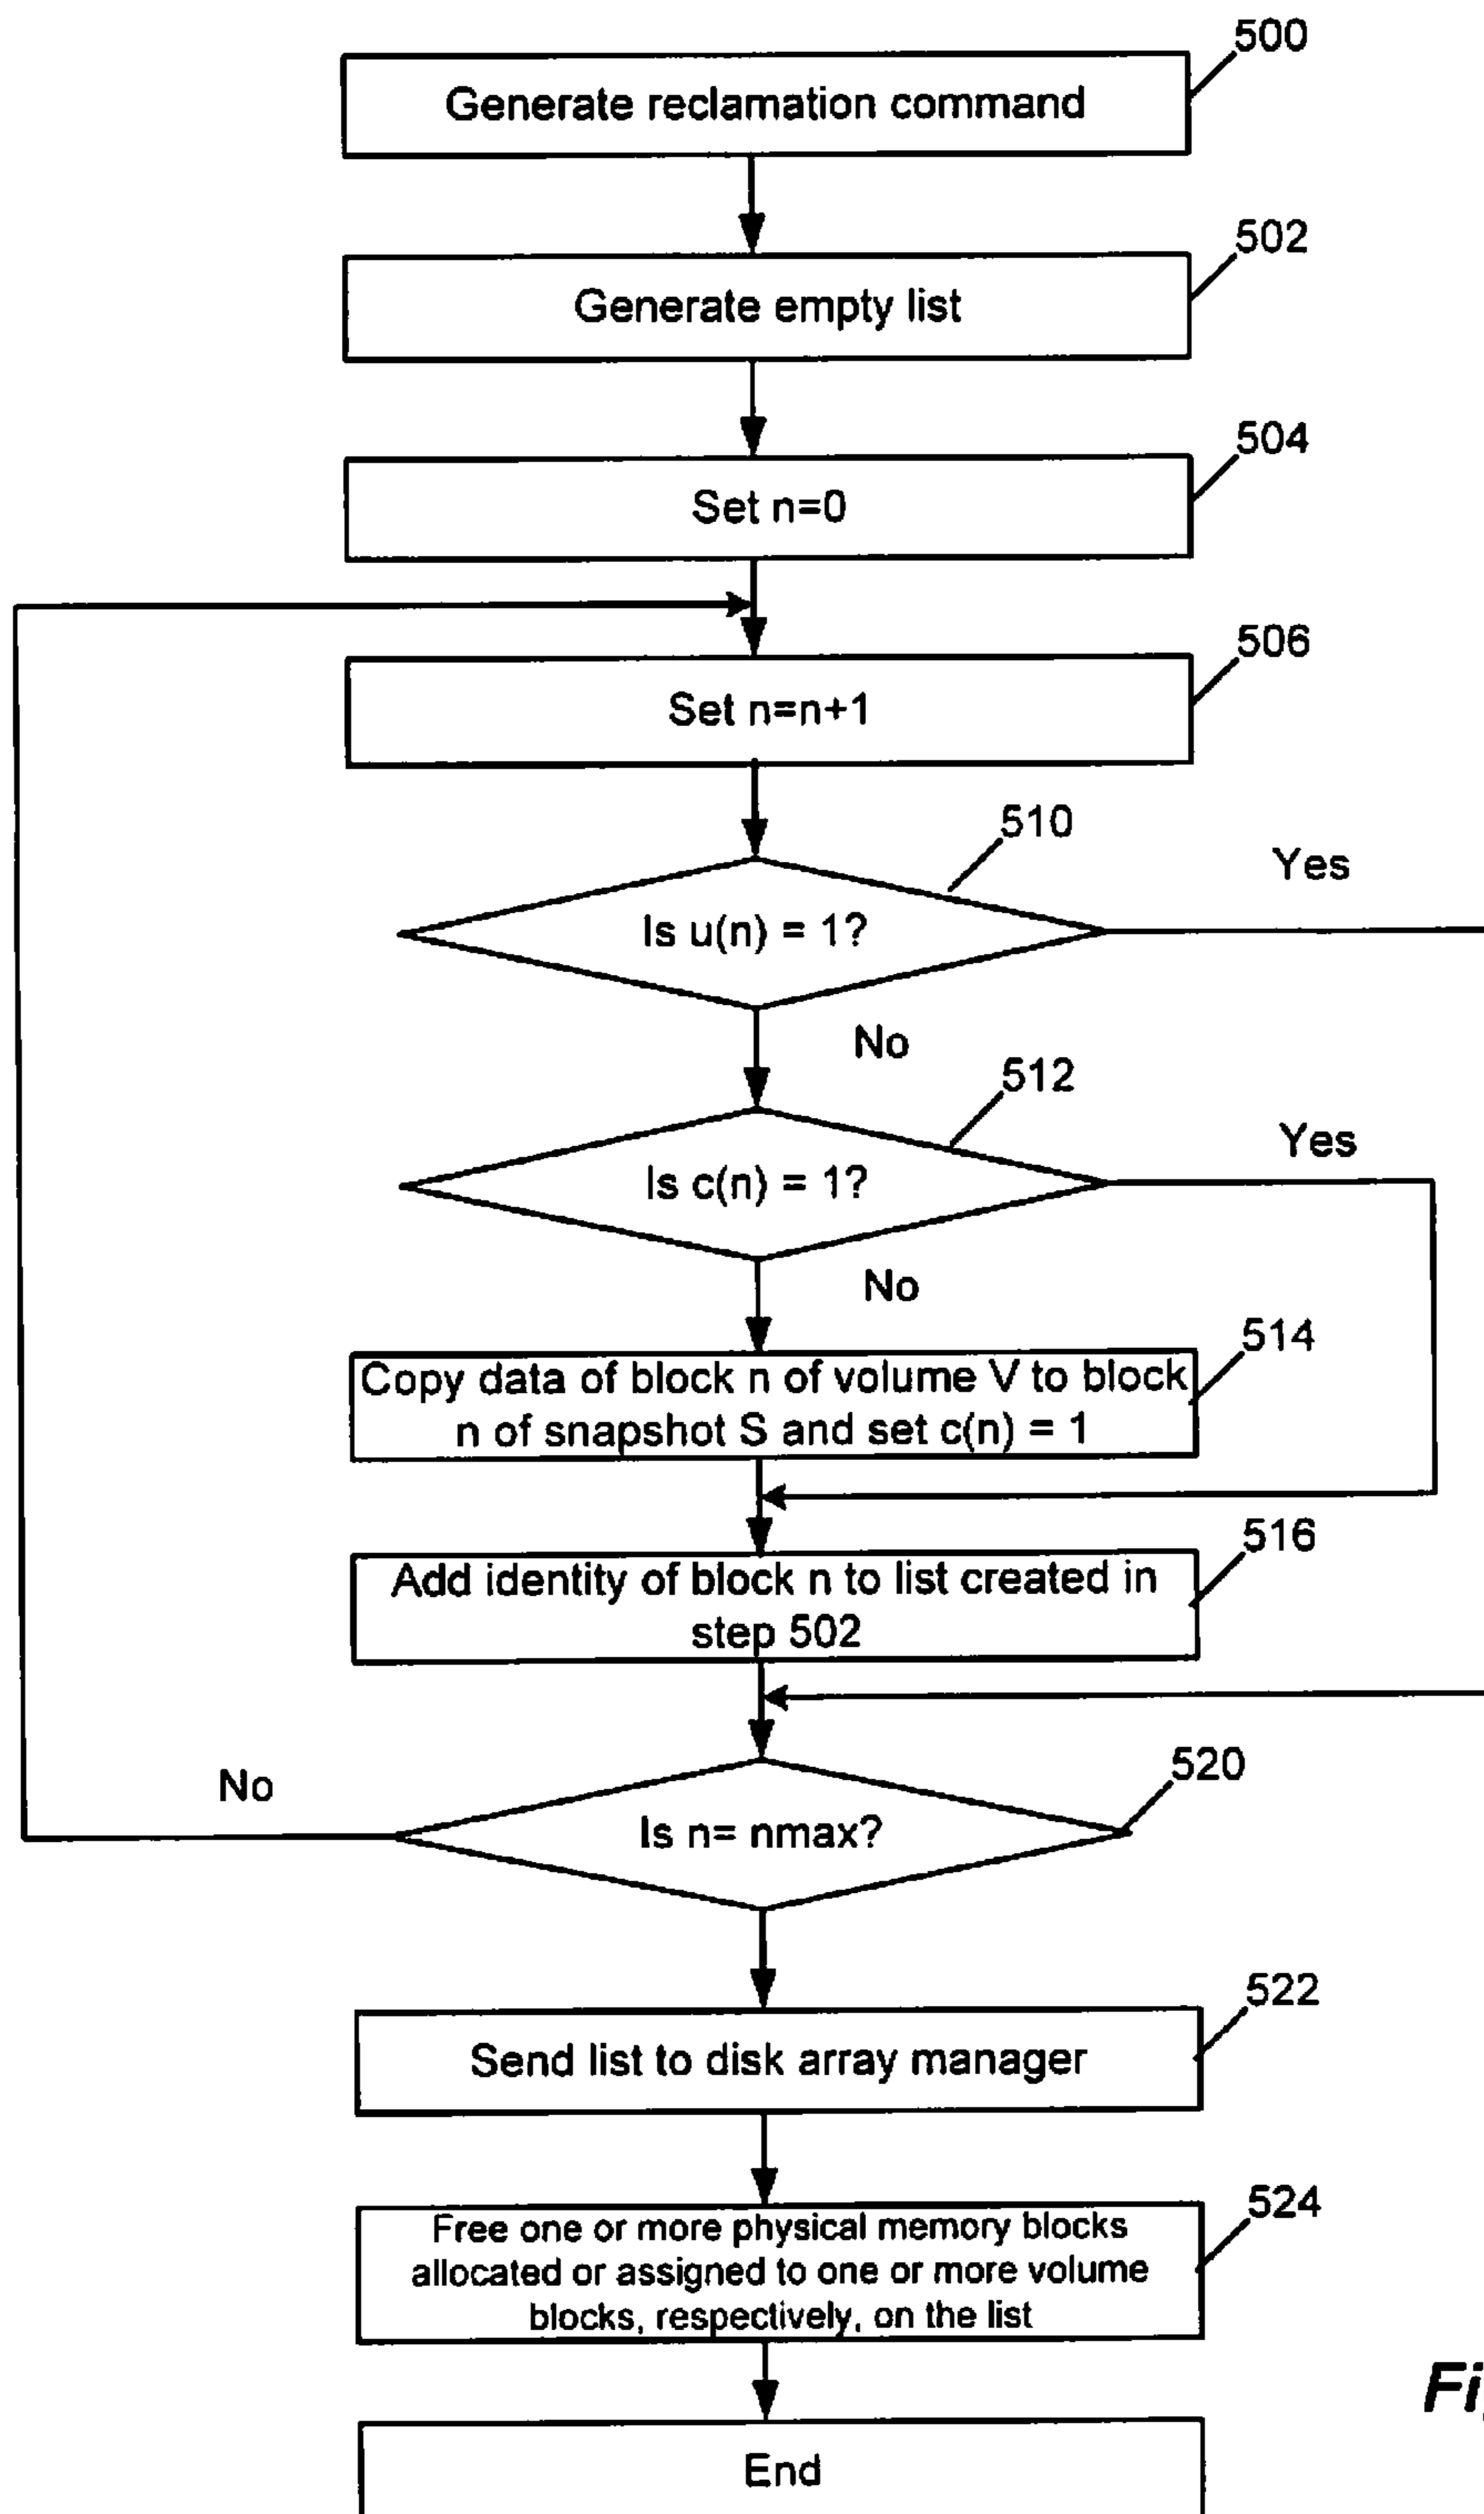 500
Generate reclamation command
502
Generate empty list
504
Set n=0
506
Set n=n+1
510
Yes
Is u(n) = 1?
No
512
Yes
Is c(n) = 1?
No
514
Copy data of block n of volume V to block
n of snapshot S and set c(n) = 1
516
Add identity of block n to list created in
step 502
520
No
Is n= nmax?
522
Send list to disk array manager
524
Free one or more physical memory blocks
allocated or assigned to one or more volume
blocks, respectively, on the list
End